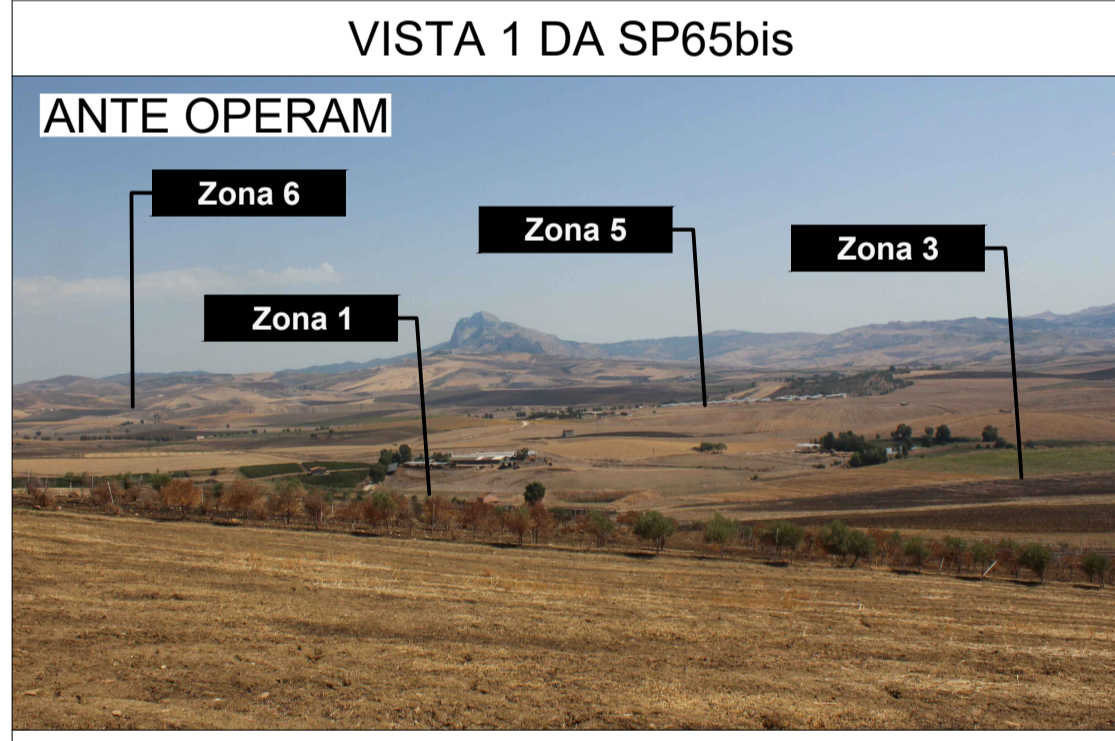 VISTA 1 DA SP65bis
ANTE OPERAM
Zona 6
Zona 5
Zona 3
Zona 1